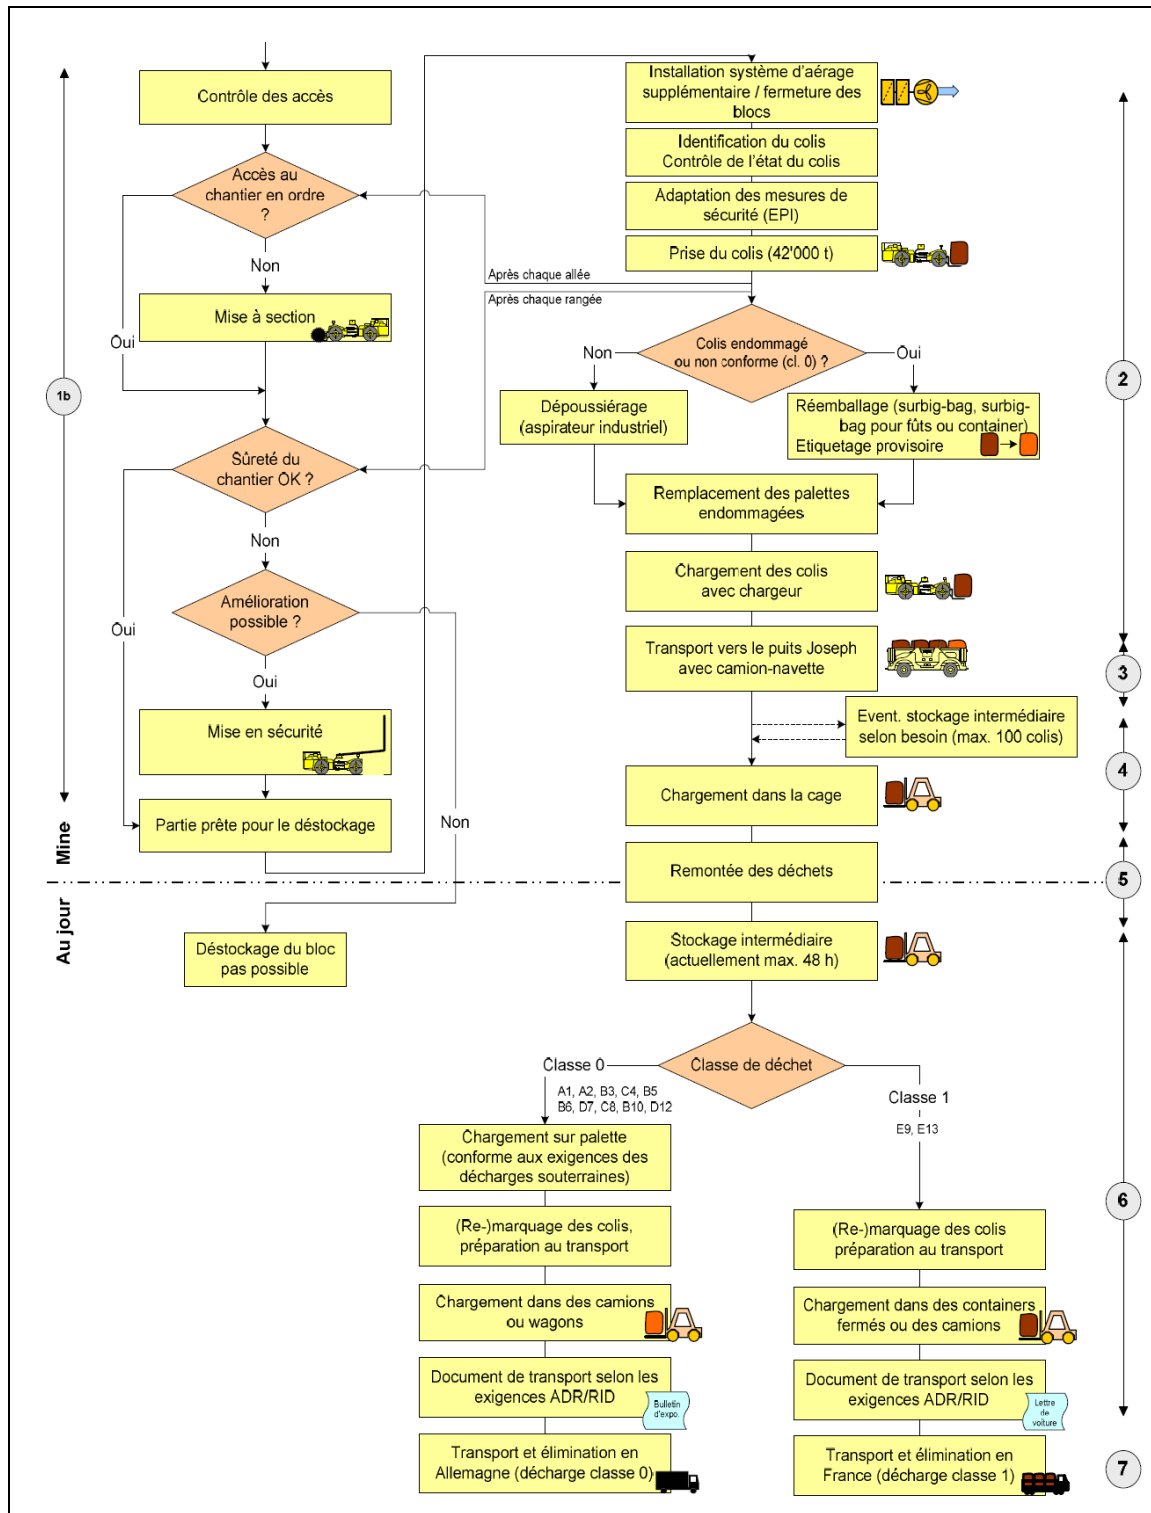 Contrôle des accès
Accès au
chantier en ordre
?
Non
Mise à section
Oui
1b
Sûreté du
chantier OK ?
Non
Amélioration
possible ?
Oui
Oui
Mise en sécurité
Non
Partie prête pour le déstockage
Mine
Au jour
Déstockage du bloc
pas possible
Installation système d'aérage
supplémentaire / fermeture des
blocs
Identification du colis
Contrôle de l'état du colis
Adaptation des mesures de
sécurité (EPI)
Prise du colis (42'000 t)
Après chaque allée
Après chaque rangée
Colis endommagé
ou non conforme (cl. 0) ?
Non
Oui
2
Dépoussiérage
(aspirateur industriel)
Réemballage (surbig-bag, surbig-
bag pour fûts ou container)
Etiquetage provisoire
Remplacement des palettes
endommagées
Chargement des colis
avec chargeur
Transport vers le puits Joseph
avec camion-navette
3
Event. stockage intermédiaire
selon besoin (max. 100 colis)
4
Chargement dans la cage
Remontée des déchets
5
Stockage intermédiaire
(actuellement max. 48 h)
Classe de déchet
Classe 0
A1, A2, B3, C4, B5
B6, D7, C8, B10, D12
Classe 1
E9, E13
Chargement sur palette
(conforme aux exigences des
décharges souterraines)
6
(Re-)marquage des colis,
préparation au transport
(Re-)marquage des colis
préparation au transport
Chargement dans des camions
ou wagons
Chargement dans des containers
fermés ou des camions
Document de transport selon les
exigences ADR/RID
Bulletin
d'expo.
Document de transport selon les
exigences ADR/RID
Lettre
de
voiture
Transport et élimination en
Allemagne (décharge classe 0)
Transport et élimination en
France (décharge classe 1)
7